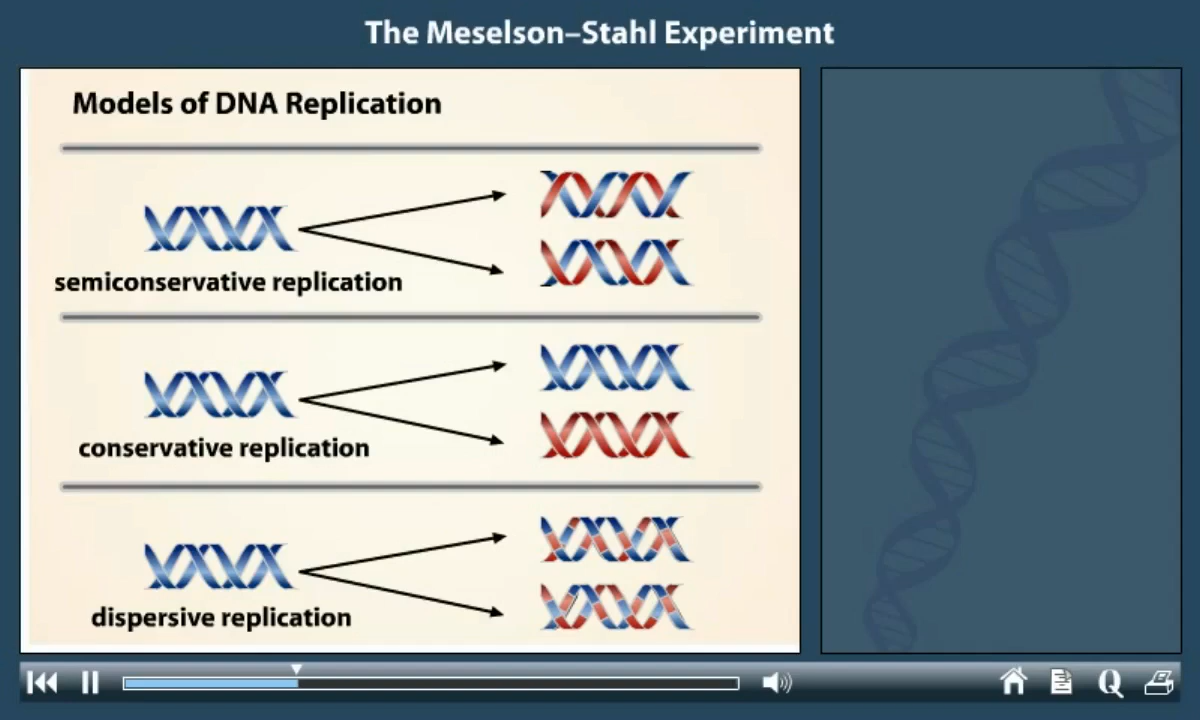 The Meselson–Stahl Experiment
Models of DNA Replication
semiconservative replication
conservative replication
dispersive replication
Q